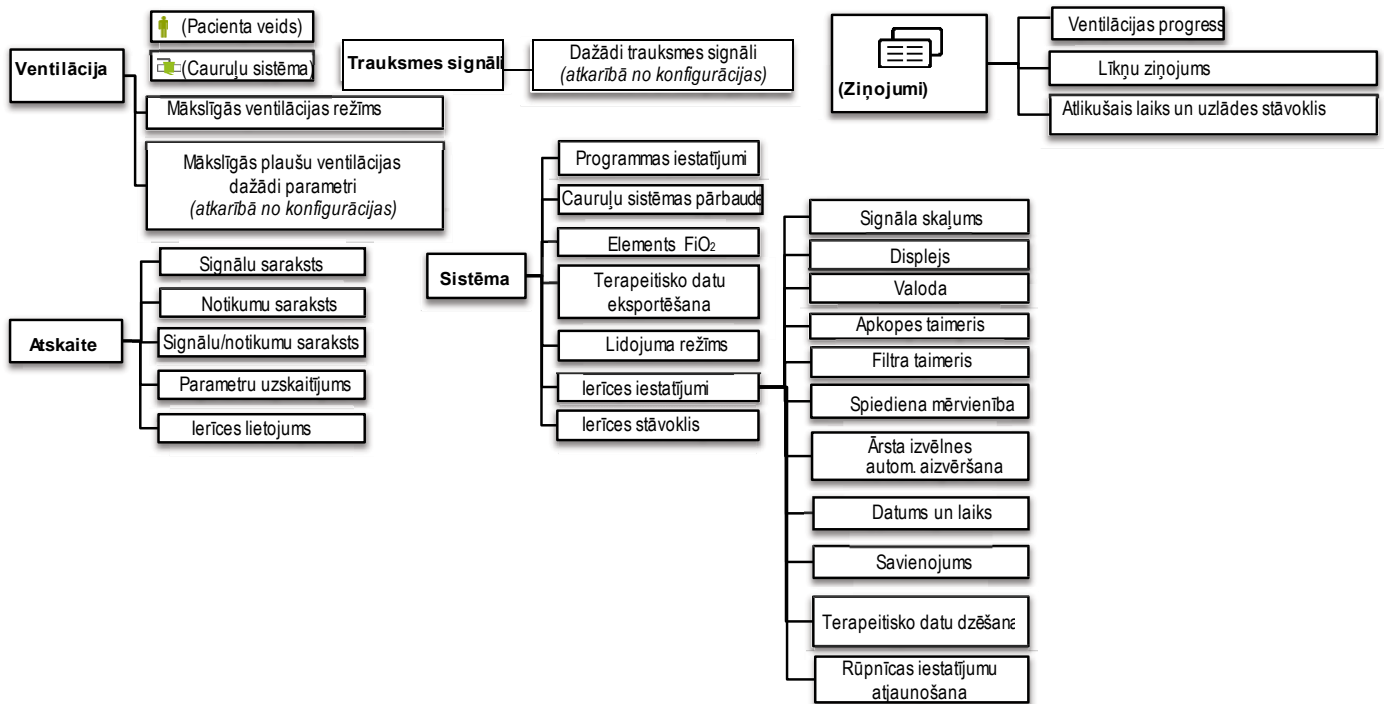 Ventilācija
(Pacienta veids)
(Cauruļu sistēma)
Mākslīgās ventilācijas režīms
Mākslīgās plaušu ventilācijas
dažādi parametri
(atkarībā no konfigurācijas)
Trauksmes signāli
Dažādi trauksmes signāli
(atkarībā no konfigurācijas)
(Ziņojumi)
Ventilācijas progress
Līkņu ziņojums
Atlikušais laiks un uzlādes stāvoklis
Atskaite
Signālu saraksts
Notikumu saraksts
Signālu/notikumu saraksts
Parametru uzskaitījums
Ierīces lietojums
Sistēma
Programmas iestatījumi
Cauruļu sistēmas pārbaude
Elements FiO₂
Terapeitisko datu
eksportēšana
Lidojuma režīms
Ierīces iestatījumi
Ierīces stāvoklis
Signāla skaļums
Displejs
Valoda
Apkopes taimeris
Filtra taimeris
Spiediena mērvienība
Ārsta izvēlnes
autom. aizvēršana
Datums un laiks
Savienojums
Terapeitisko datu dzēšana
Rūpnīcas iestatījumu
atjaunošana